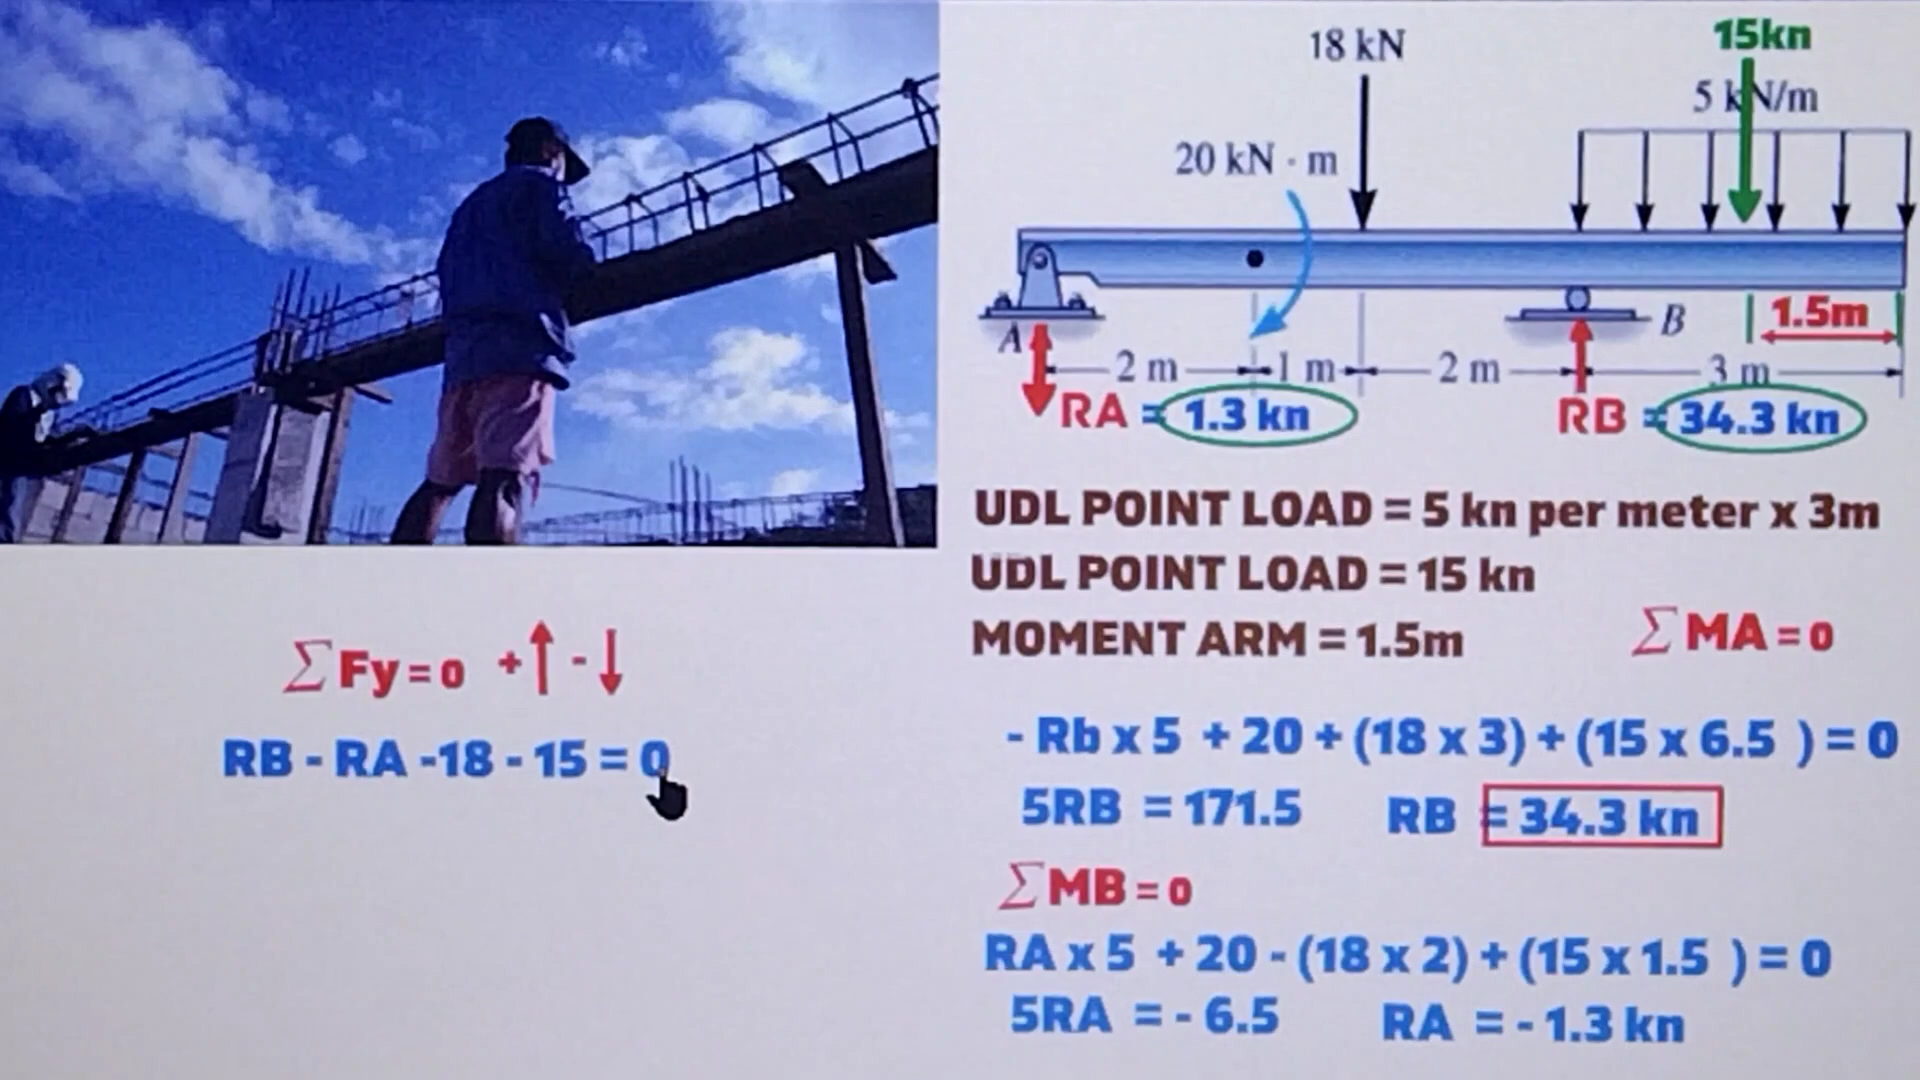 18 kN
15kn
5 kN/m
20 kN · m
A
B
1.5m
2 m
1 m
2 m
3 m
RA = 1.3 kn
RB = 34.3 kn
UDL POINT LOAD = 5 kn per meter x 3m
UDL POINT LOAD = 15 kn
MOMENT ARM = 1.5m
∑ MA = 0
∑ Fy = 0 + ↑ - ↓
RB - RA -18 - 15 = 0
- Rb x 5 + 20 + (18 x 3) + (15 x 6.5 ) = 0
5RB = 171.5 RB = 34.3 kn
∑ MB = 0
RA x 5 + 20 - (18 x 2) + (15 x 1.5 ) = 0
5RA = - 6.5 RA = - 1.3 kn